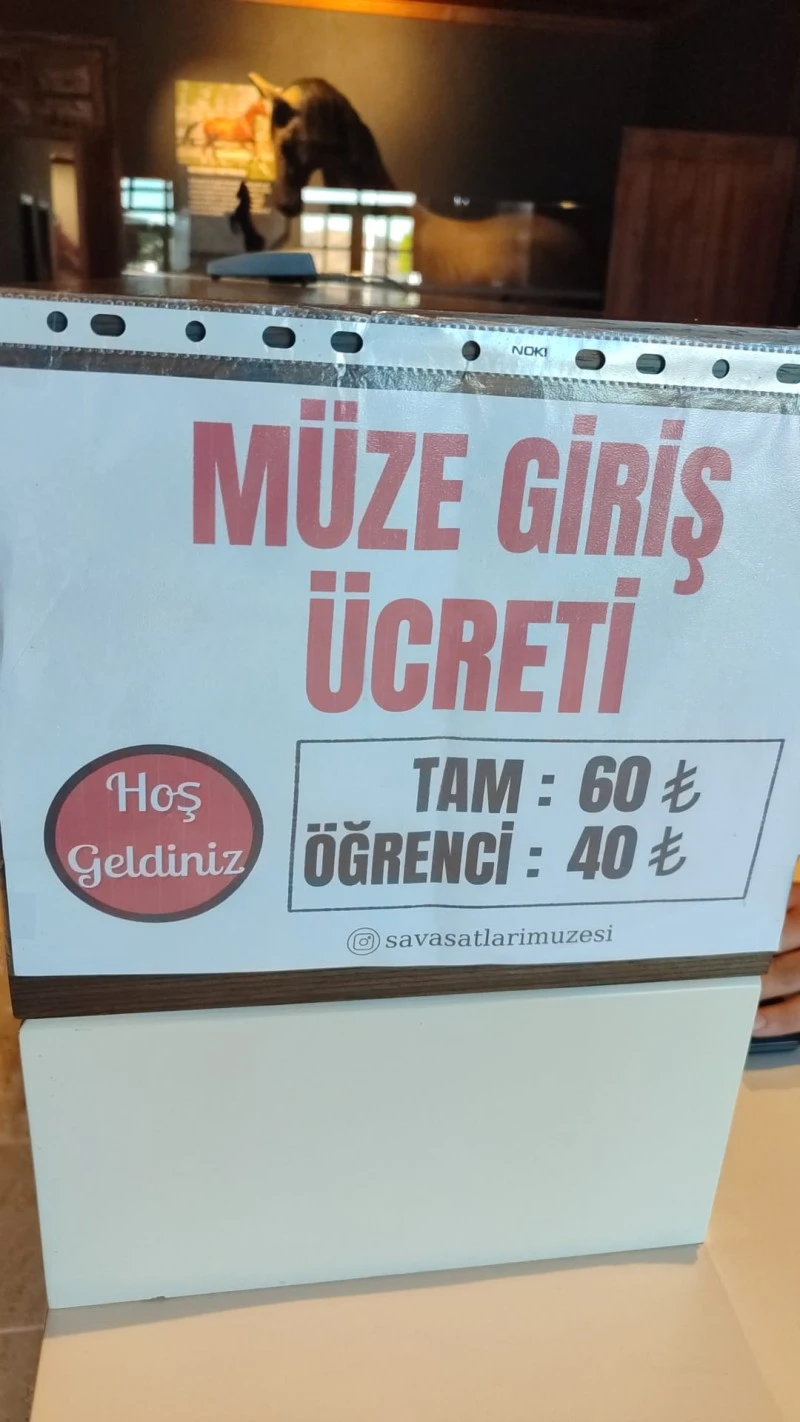 NOKI
MÜZE GİRİŞ
ÜCRETİ
Hoş
Geldiniz
TAM : 60 ₺
ÖĞRENCİ : 40 ₺
savasatlarimuzesi